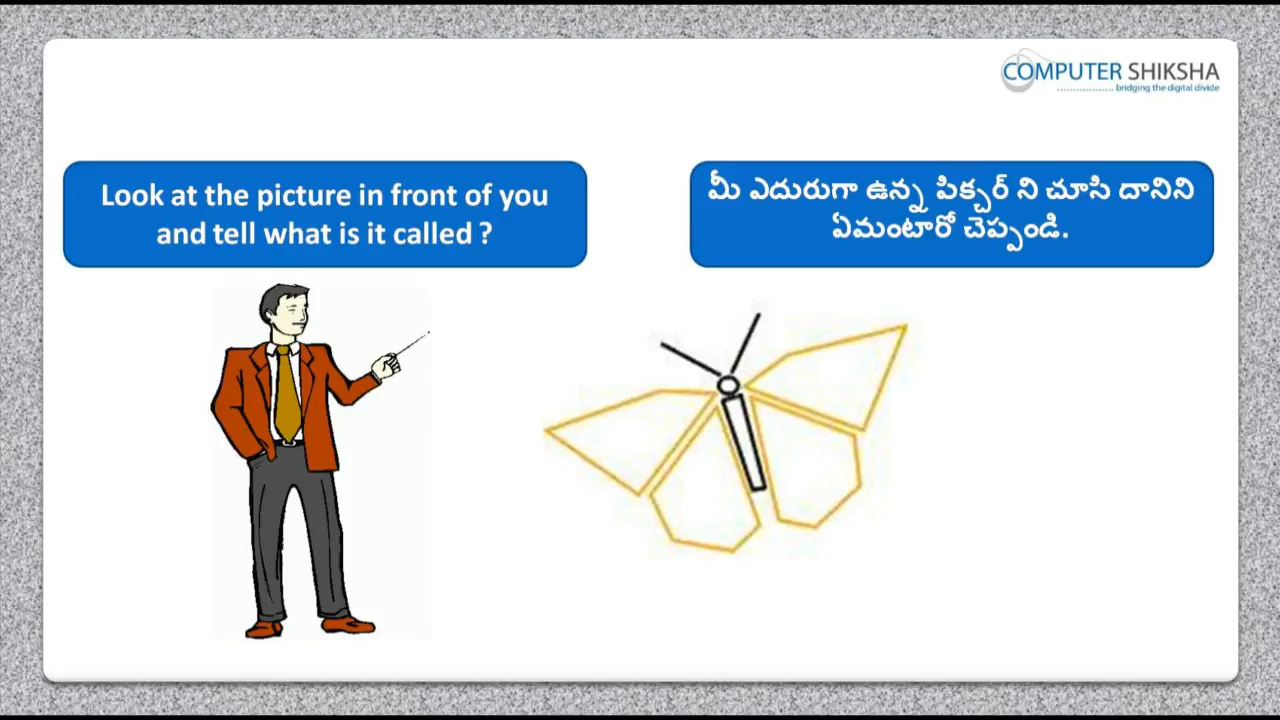 COMPUTER SHIKSHA
bridging the digital divide
Look at the picture in front of you
and tell what is it called ?
మీ ఎదురుగా ఉన్న పిక్చర్ ని చూసి దానిని
ఏమంటారో చెప్పండి.